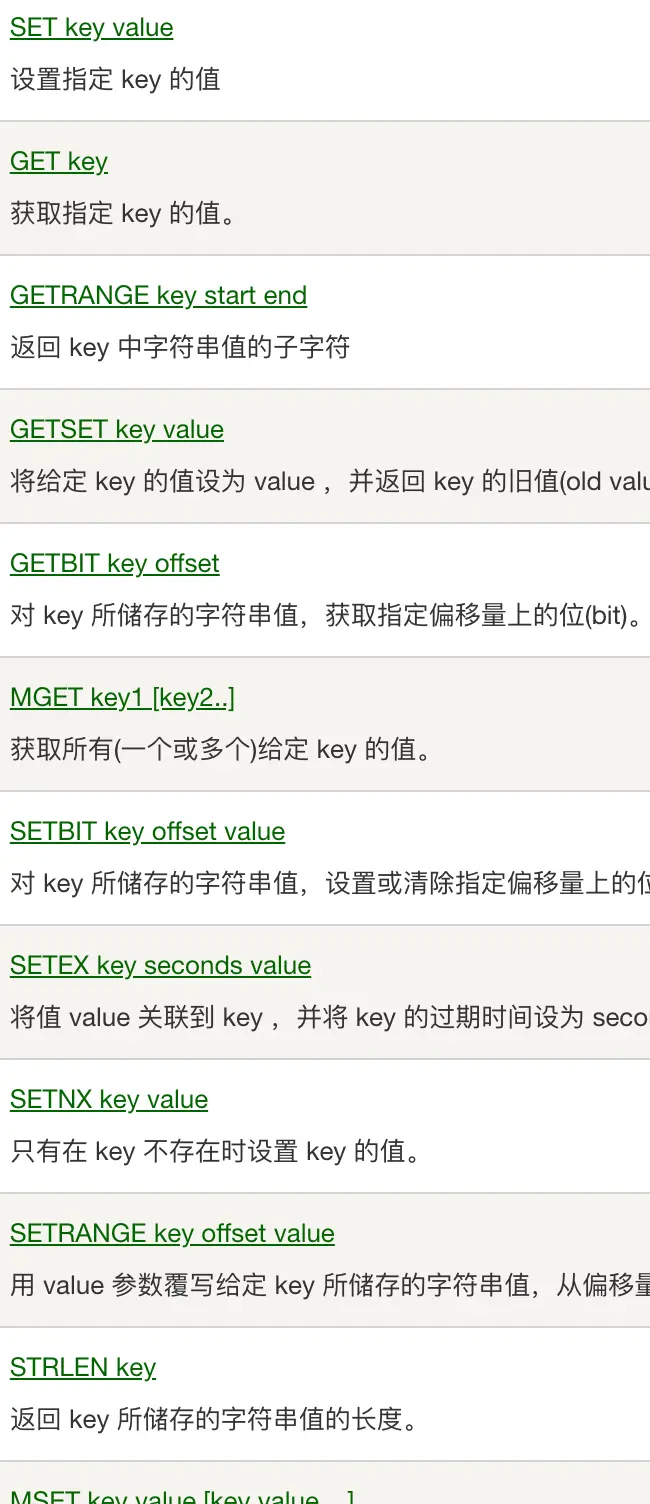 SET key value
设置指定 key 的值
GET key
获取指定 key 的值。
GETRANGE key start end
返回 key 中字符串值的子字符
GETSET key value
将给定 key 的值设为 value ，并返回 key 的旧值(old valu
GETBIT key offset
对 key 所储存的字符串值，获取指定偏移量上的位(bit)。
MGET key1 [key2..]
获取所有(一个或多个)给定 key 的值。
SETBIT key offset value
对 key 所储存的字符串值，设置或清除指定偏移量上的位
SETEX key seconds value
将值 value 关联到 key ，并将 key 的过期时间设为 seco
SETNX key value
只有在 key 不存在时设置 key 的值。
SETRANGE key offset value
用 value 参数覆写给定 key 所储存的字符串值，从偏移量
STRLEN key
返回 key 所储存的字符串值的长度。
MSET key value [key value ...]